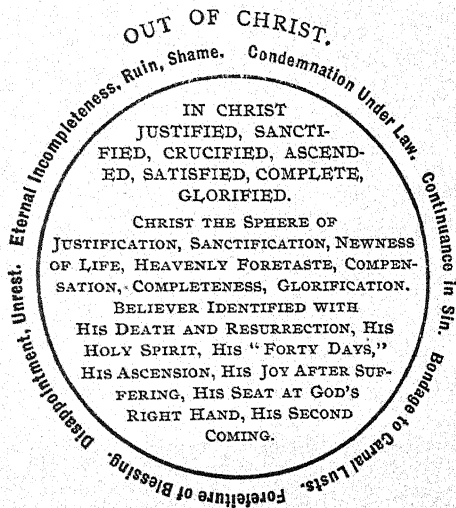 OUT OF CHRIST.
Condemnation Under Law. Continuance in Sin. Bondage to Carnal Lusts. Forefeiture of Blessing. Disappointment, Unrest. Eternal Incompleteness, Ruin, Shame.
IN CHRIST
JUSTIFIED, SANCTI-
FIED, CRUCIFIED, ASCEND-
ED, SATISFIED, COMPLETE,
GLORIFIED.
CHRIST THE SPHERE OF
JUSTIFICATION, SANCTIFICATION, NEWNESS
OF LIFE, HEAVENLY FORETASTE, COMPEN-
SATION, COMPLETENESS, GLORIFICATION.
BELIEVER IDENTIFIED WITH
HIS DEATH AND RESURRECTION, HIS
HOLY SPIRIT, HIS "FORTY DAYS,"
HIS ASCENSION, HIS JOY AFTER SUF-
FERING, HIS SEAT AT GOD'S
RIGHT HAND, HIS SECOND
COMING.